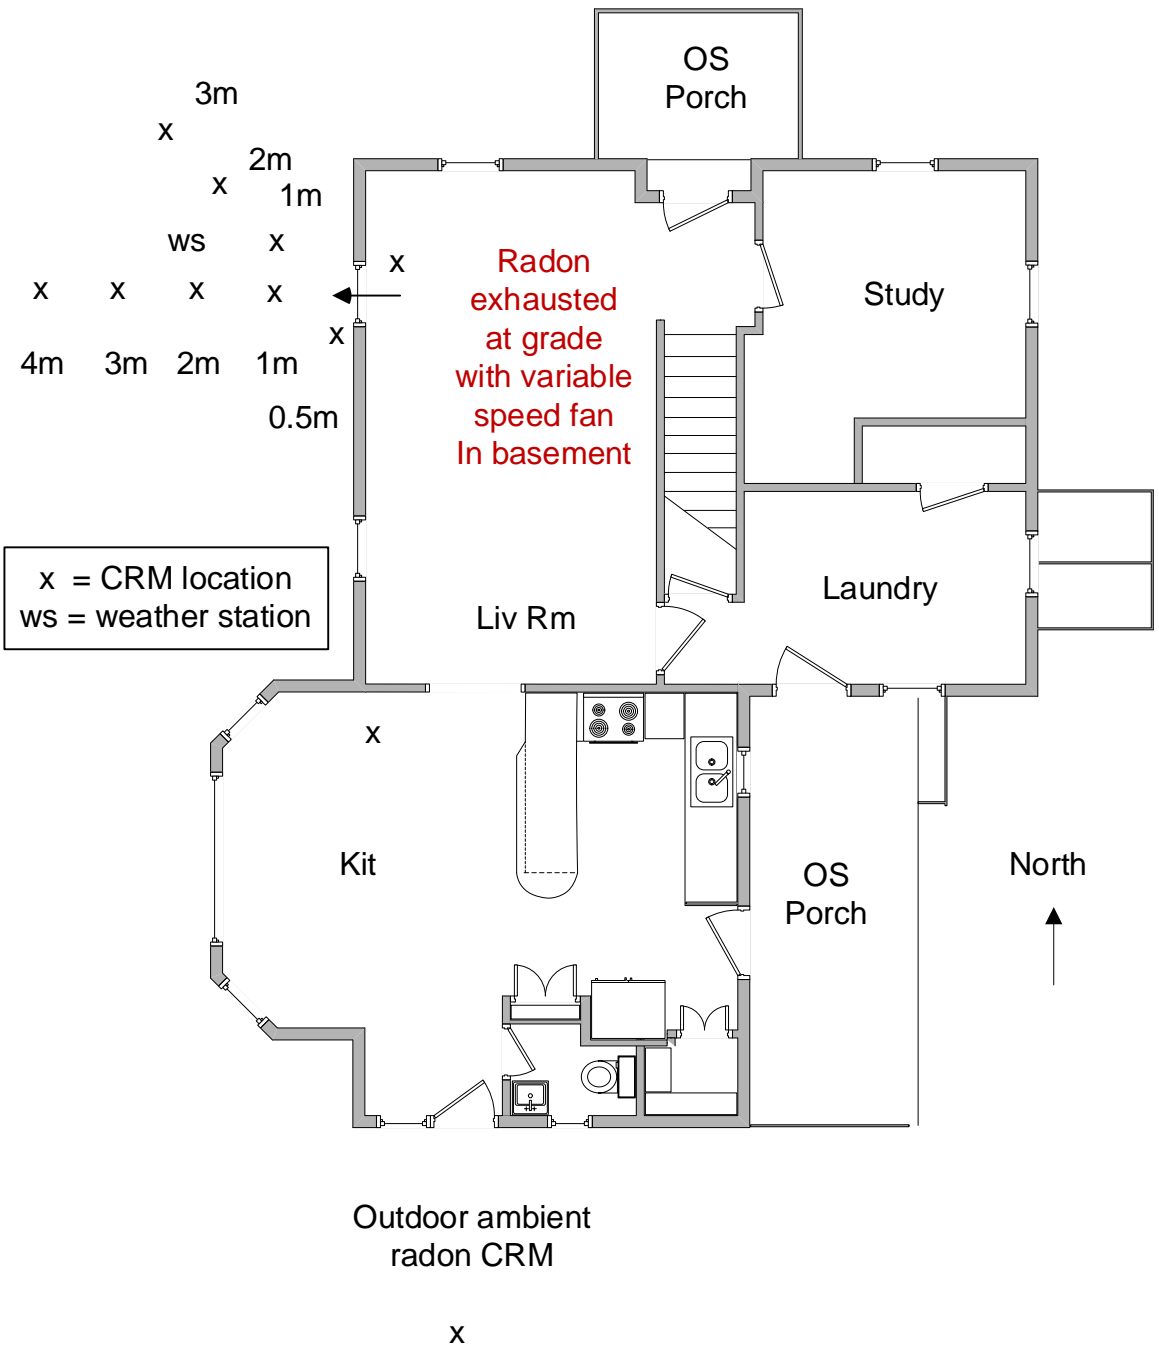 OS
Porch
3m
x
2m
x
1m
ws
x
x
x
x
x
x
x
4m
3m
2m
1m
x
0.5m
Radon
exhausted
at grade
with variable
speed fan
In basement
Study
x = CRM location
ws = weather station
Liv Rm
Laundry
x
Kit
OS
Porch
North
Outdoor ambient
radon CRM
x